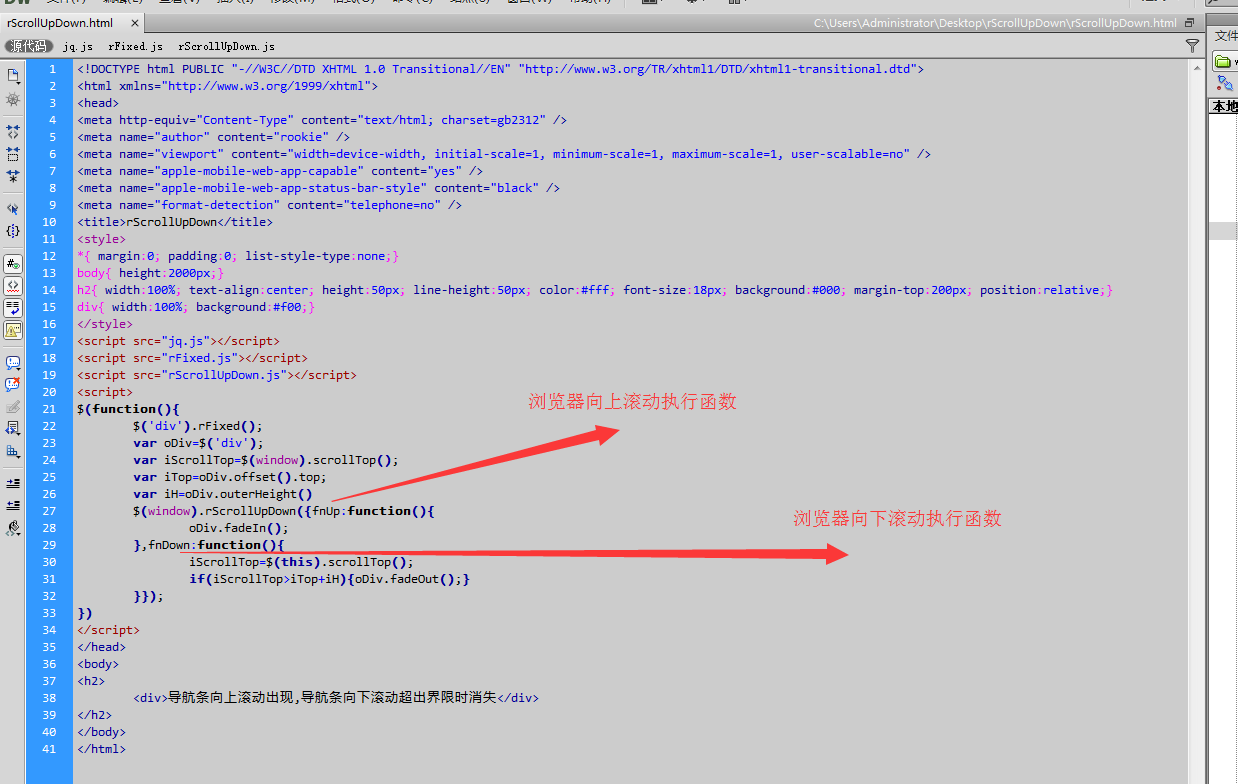 rScrollUpDown.html
C:\Users\Administrator\Desktop\rScrollUpDown\rScrollUpDown.html
源代码 jq.js rFixed.js rScrollUpDown.js
文件
本地
1 <!DOCTYPE html PUBLIC "-//W3C//DTD XHTML 1.0 Transitional//EN" "http://www.w3.org/TR/xhtml1/DTD/xhtml1-transitional.dtd">
2 <html xmlns="http://www.w3.org/1999/xhtml">
3 <head>
4 <meta http-equiv="Content-Type" content="text/html; charset=gb2312" />
5 <meta name="author" content="rookie" />
6 <meta name="viewport" content="width=device-width, initial-scale=1, minimum-scale=1, maximum-scale=1, user-scalable=no" />
7 <meta name="apple-mobile-web-app-capable" content="yes" />
8 <meta name="apple-mobile-web-app-status-bar-style" content="black" />
9 <meta name="format-detection" content="telephone=no" />
10 <title>rScrollUpDown</title>
11 <style>
12 *{ margin:0; padding:0; list-style-type:none;}
13 body{ height:2000px;}
14 h2{ width:100%; text-align:center; height:50px; line-height:50px; color:#fff; font-size:18px; background:#000; margin-top:200px; position:relative;}
15 div{ width:100%; background:#f00;}
16 </style>
17 <script src="jq.js"></script>
18 <script src="rFixed.js"></script>
19 <script src="rScrollUpDown.js"></script>
20 <script>
浏览器向上滚动执行函数
21 $(function(){
22 $('div').rFixed();
23 var oDiv=$('div');
24 var iScrollTop=$(window).scrollTop();
25 var iTop=oDiv.offset().top;
26 var iH=oDiv.outerHeight()
27 $(window).rScrollUpDown({fnUp:function(){
浏览器向下滚动执行函数
28 oDiv.fadeIn();
29 },fnDown:function(){
30 iScrollTop=$(this).scrollTop();
31 if(iScrollTop>iTop+iH){oDiv.fadeOut();}
32 }});
33 })
34 </script>
35 </head>
36 <body>
37 <h2>
38 <div>导航条向上滚动出现,导航条向下滚动超出界限时消失</div>
39 </h2>
40 </body>
41 </html>